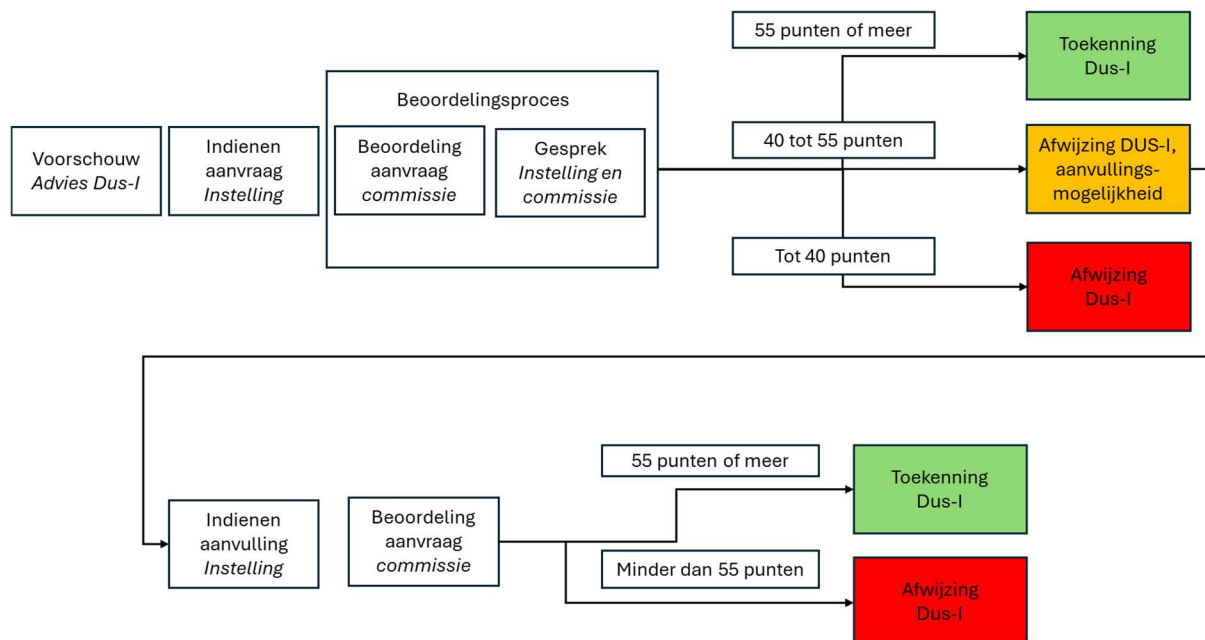 55 punten of meer
Toekenning
Dus-I
Beoordelingsproces
Voorschouw
Advies Dus-I
Indienen
aanvraag
Instelling
Beoordeling
aanvraag
commissie
Gesprek
Instelling en
commissie
40 tot 55 punten
Afwijzing DUS-I,
aanvullings-
mogelijkheid
Tot 40 punten
Afwijzing
Dus-I
55 punten of meer
Toekenning
Dus-I
Indienen
aanvulling
Instelling
Beoordeling
aanvraag
commissie
Minder dan 55 punten
Afwijzing
Dus-I